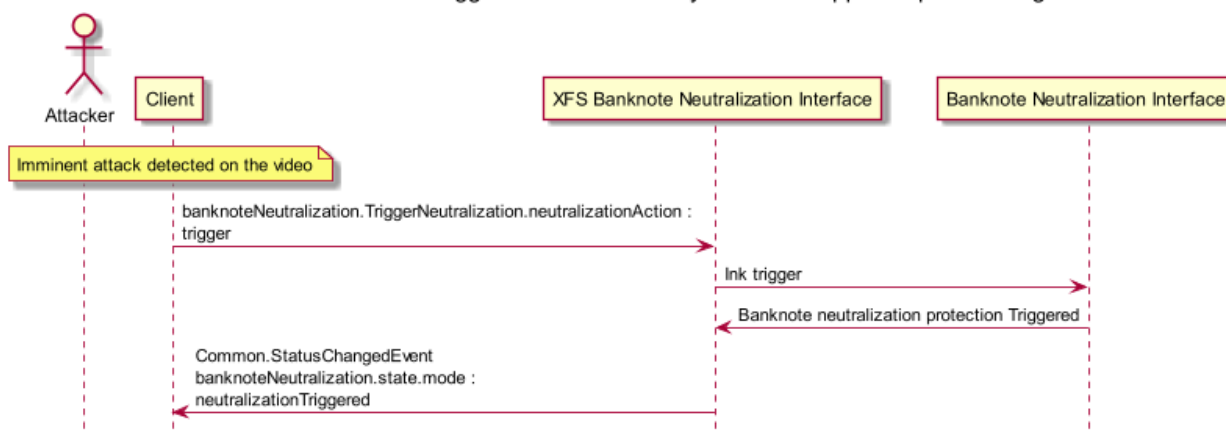 Attacker
Client
XFS Banknote Neutralization Interface
Banknote Neutralization Interface
Imminent attack detected on the video
banknoteNeutralization.TriggerNeutralization.neutralizationAction :
trigger
Ink trigger
Banknote neutralization protection Triggered
Common.StatusChangedEvent
banknoteNeutralization.state.mode :
neutralizationTriggered